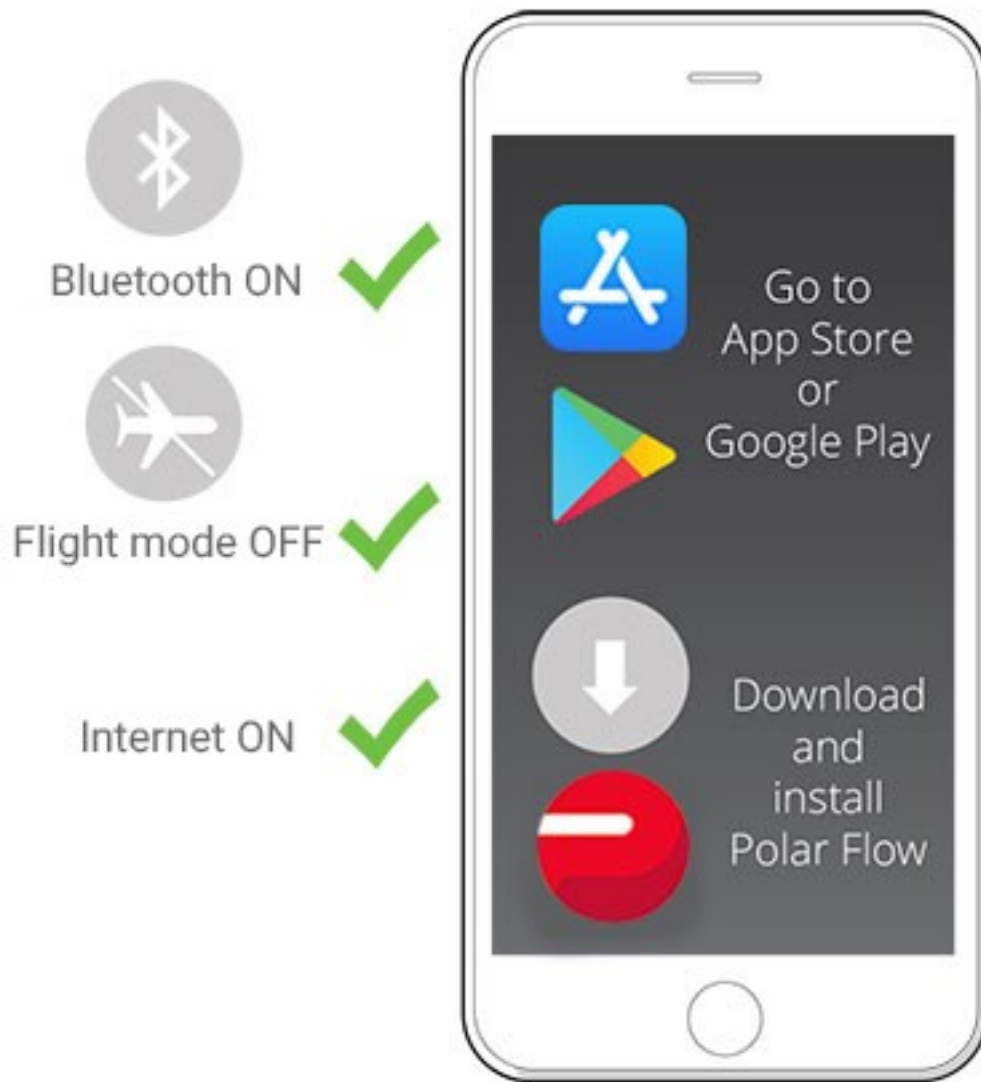 Bluetooth ON
Flight mode OFF
Internet ON
Go to
App Store
or
Google Play
Download
and
install
Polar Flow